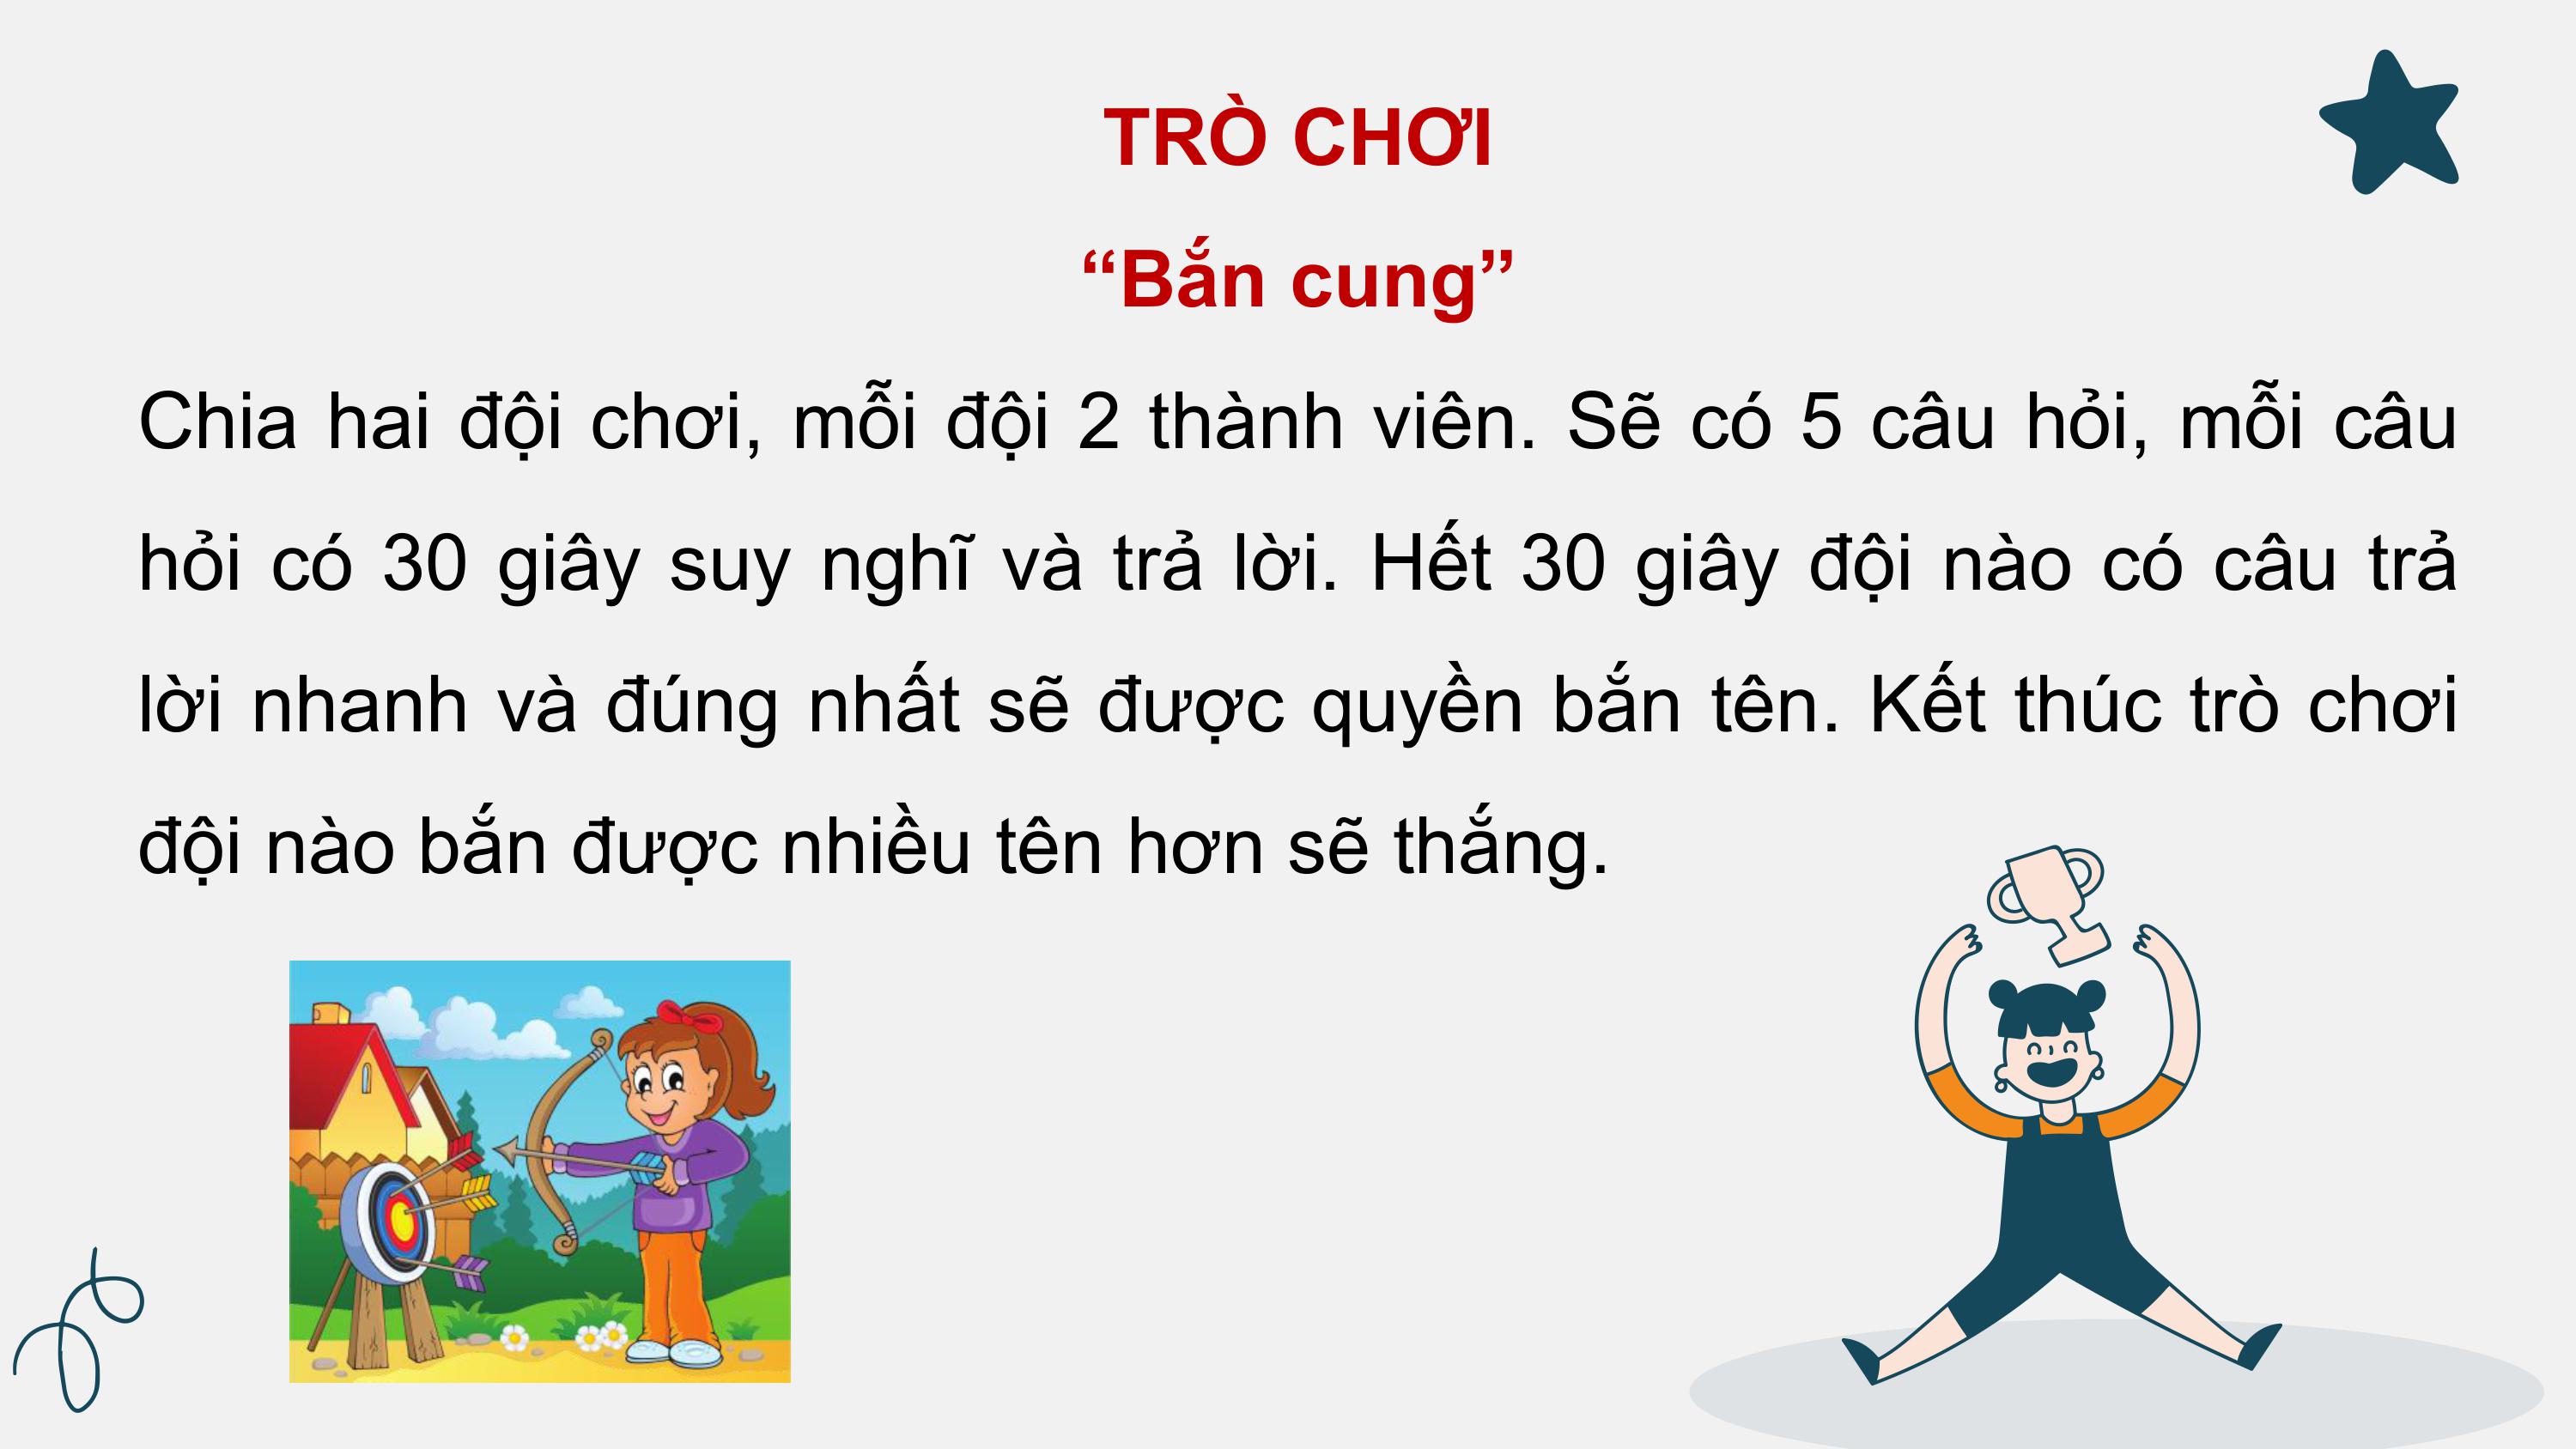 TRÒ CHƠI
“Bắn cung”
Chia hai đội chơi, mỗi đội 2 thành viên. Sẽ có 5 câu hỏi, mỗi câu
hỏi có 30 giây suy nghĩ và trả lời. Hết 30 giây đội nào có câu trả
lời nhanh và đúng nhất sẽ được quyền bắn tên. Kết thúc trò chơi
đội nào bắn được nhiều tên hơn sẽ thắng.